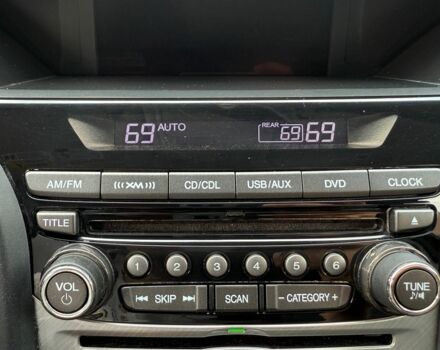 69 AUTO REAR 69 69
AM/FM XM CD/CDL USB/AUX DVD CLOCK
TITLE
1 2 3 4 5 6
VOL SKIP SCAN - CATEGORY + TUNE